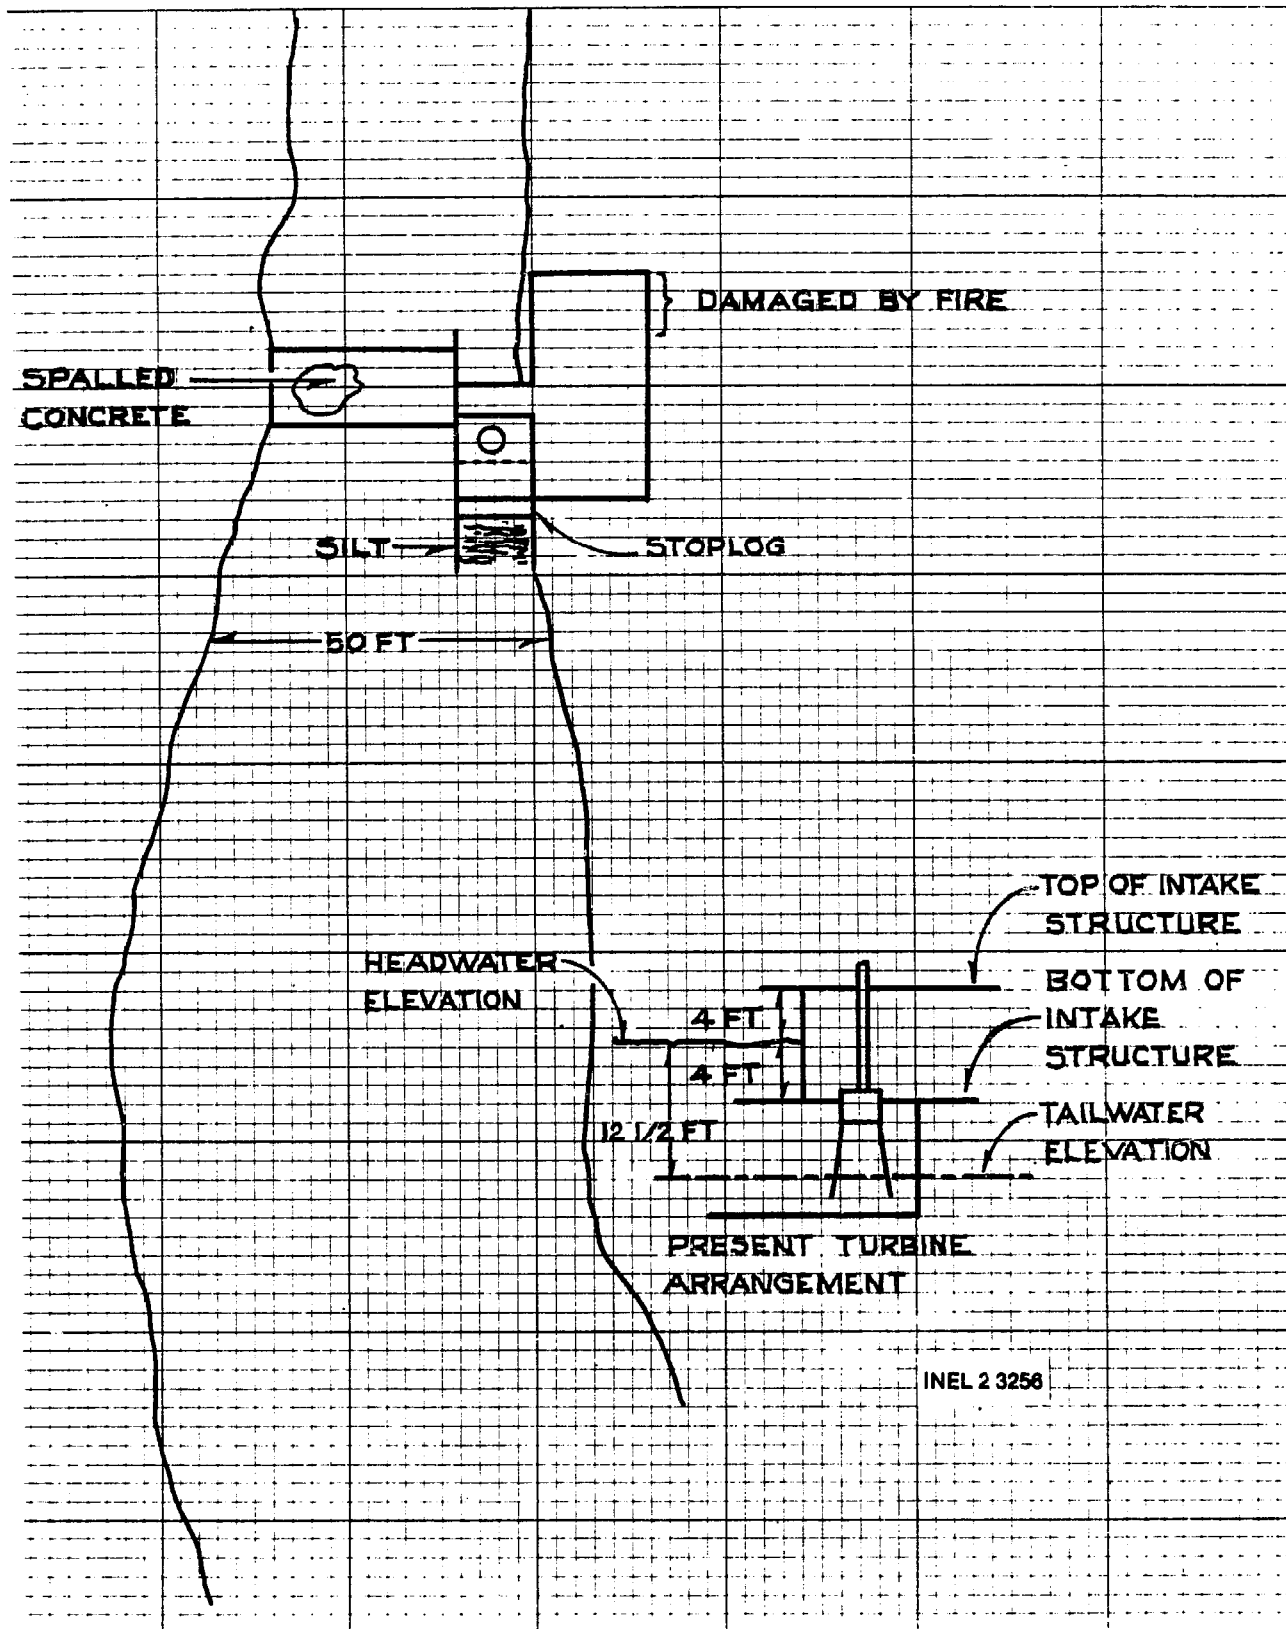 DAMAGED BY FIRE
SPALLED
CONCRETE
SILT
STOPLOG
50 FT
TOP OF INTAKE
STRUCTURE
HEADWATER
ELEVATION
BOTTOM OF
INTAKE
STRUCTURE
4 FT
4 FT
12 1/2 FT
TAILWATER
ELEVATION
PRESENT TURBINE
ARRANGEMENT
INEL 2 3256